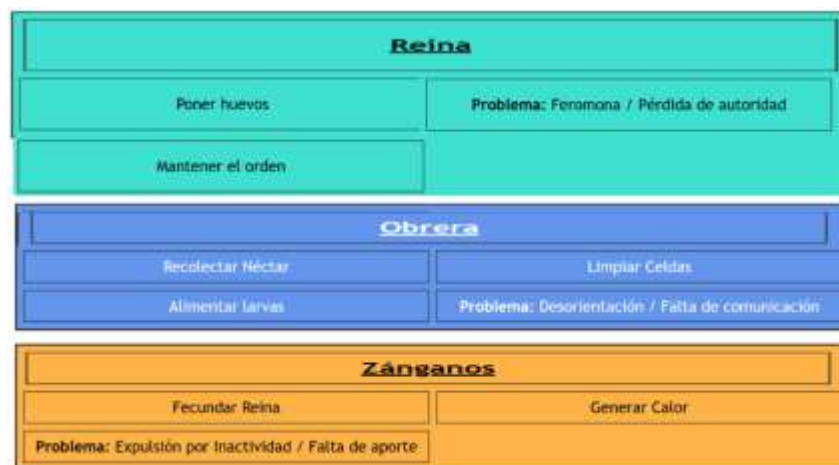 Reina
Poner huevos
Problema: Feromona / Pérdida de autoridad
Mantener el orden
Obrera
Recolectar Néctar
Limpiar Celdas
Alimentar larvas
Problema: Desorientación / Falta de comunicación
Zánganos
Fecundar Reina
Generar Calor
Problema: Expulsión por Inactividad / Falta de aporte